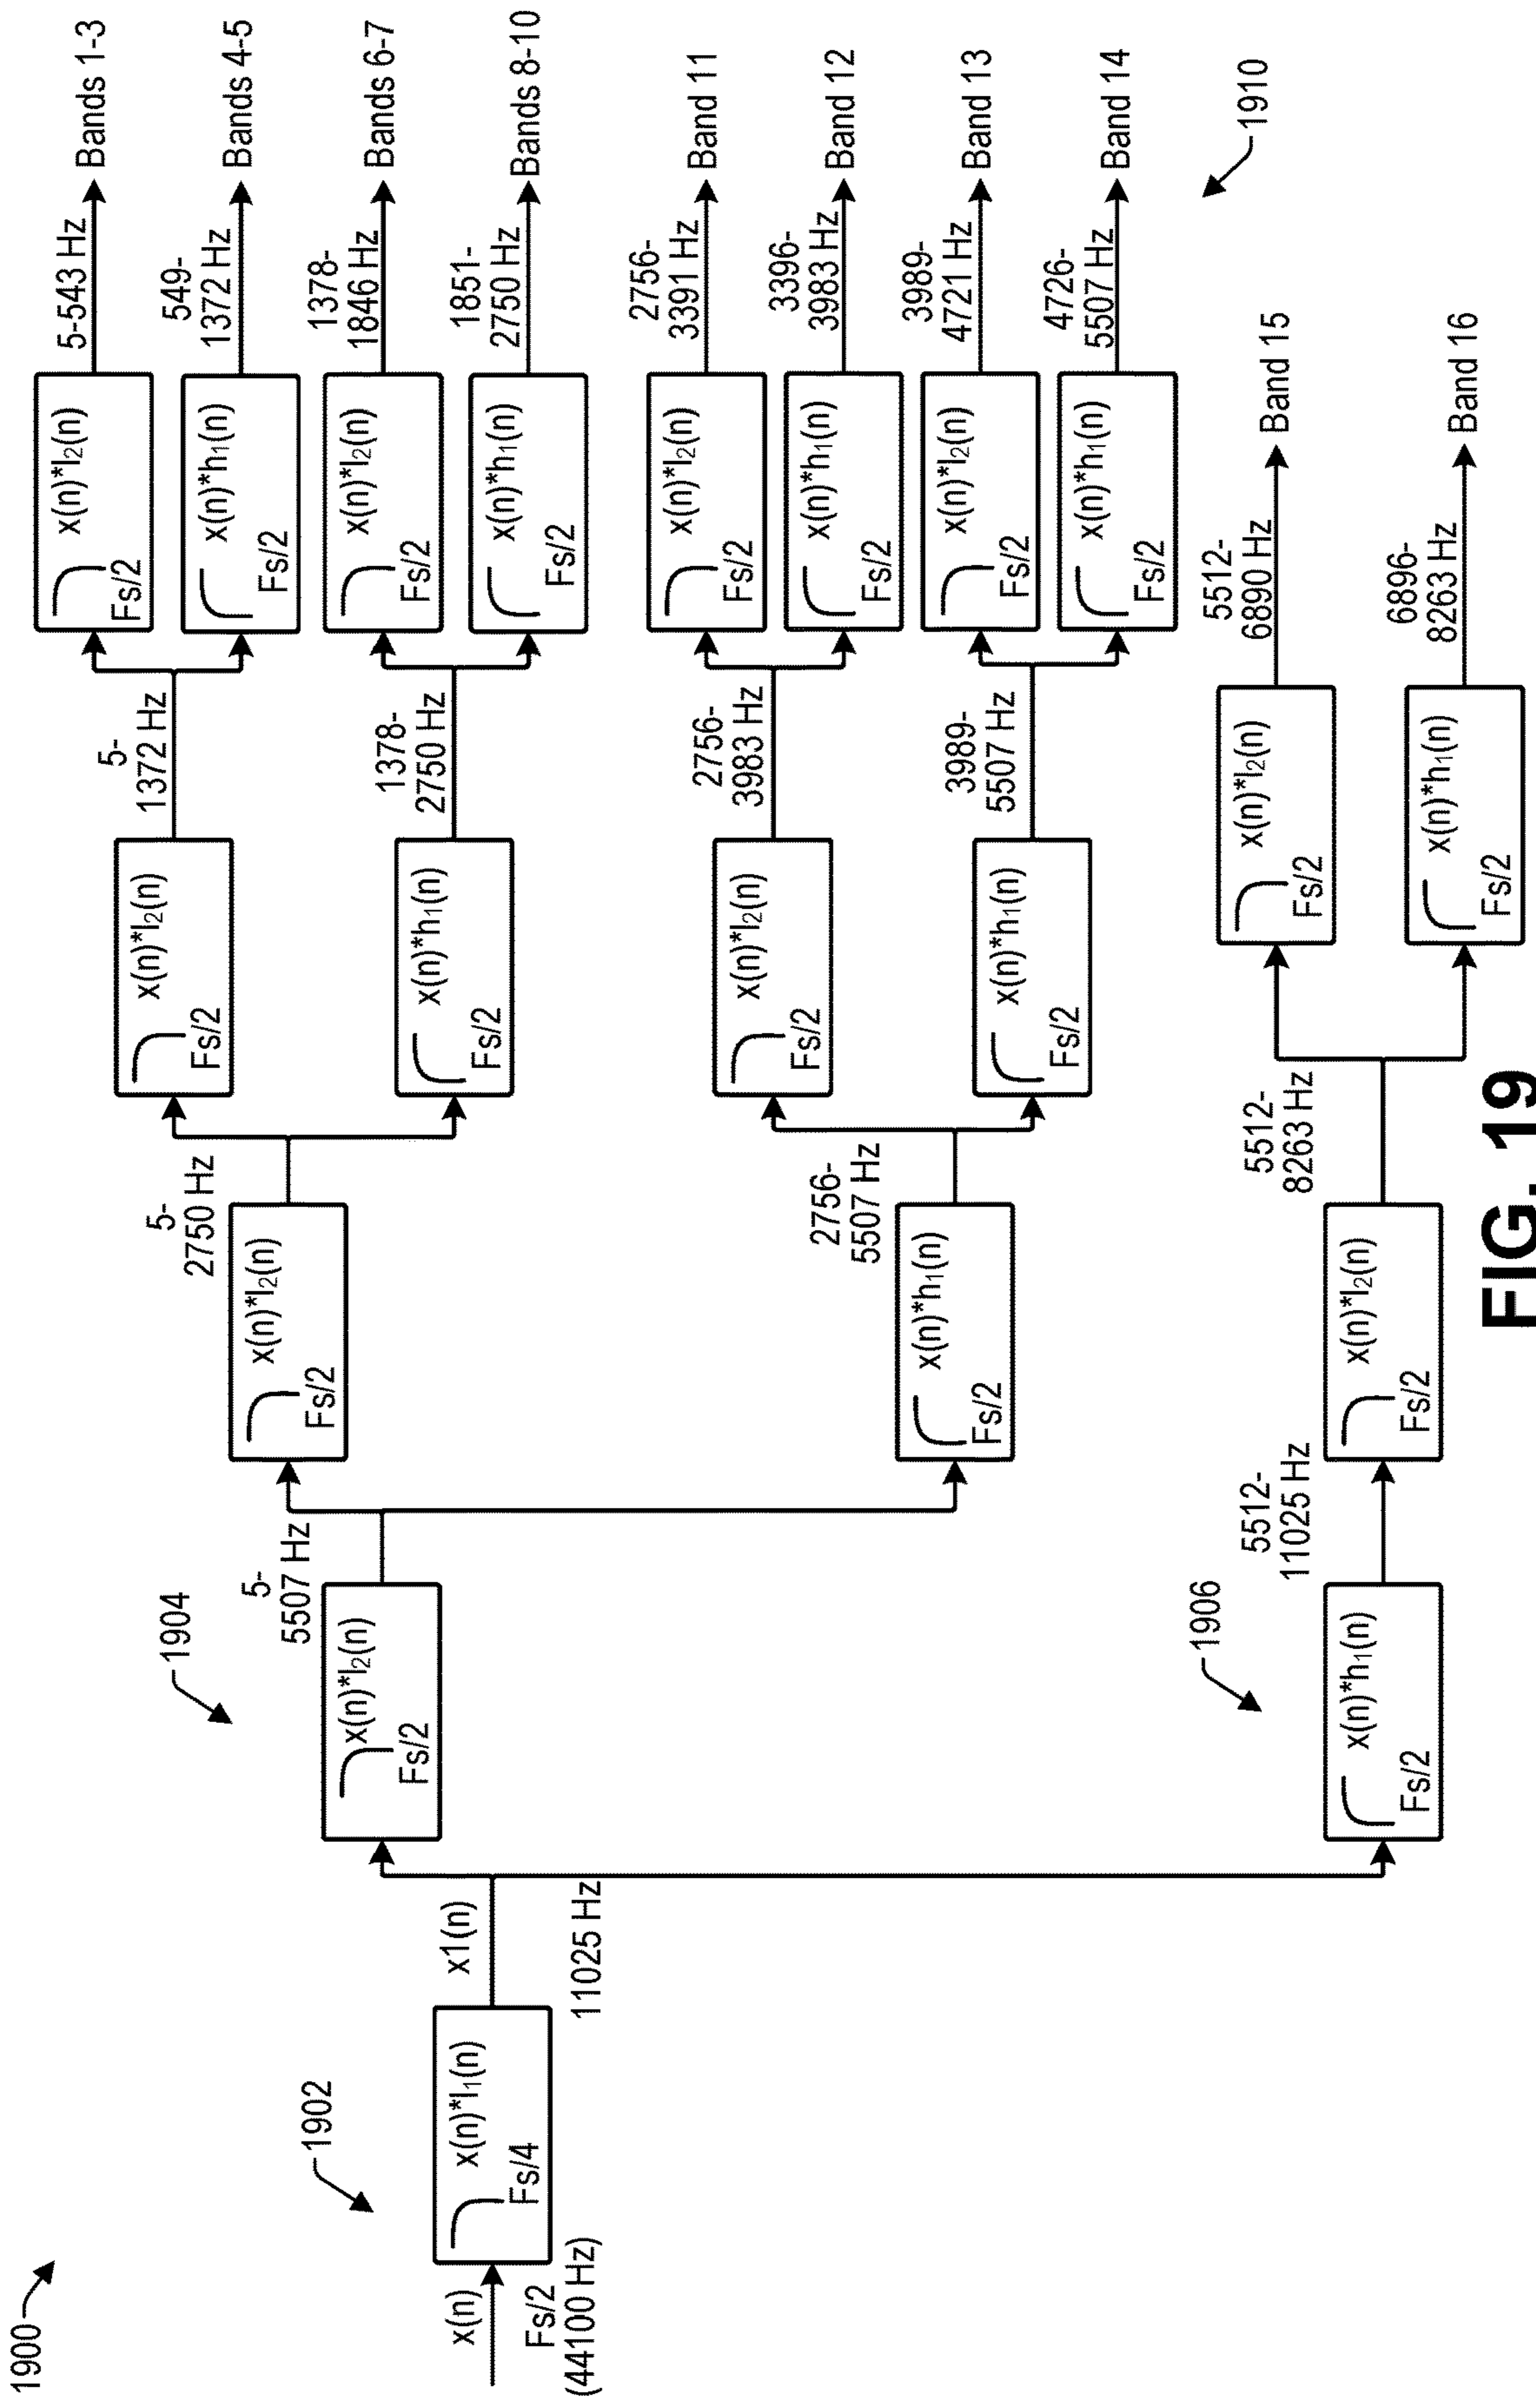 1900
x(n)
Fs/2
(44100 Hz)
1902
x(n)*l₁(n)
Fs/4
x1(n)
11025 Hz
1904
x(n)*l₂(n)
Fs/2
5-
5507 Hz
1906
x(n)*h₁(n)
Fs/2
5512-
11025 Hz
x(n)*l₂(n)
Fs/2
5-
2750 Hz
x(n)*h₁(n)
Fs/2
2756-
5507 Hz
x(n)*l₂(n)
Fs/2
5512-
8263 Hz
x(n)*l₂(n)
Fs/2
5-
1372 Hz
x(n)*h₁(n)
Fs/2
1378-
2750 Hz
x(n)*l₂(n)
Fs/2
2756-
3983 Hz
x(n)*h₁(n)
Fs/2
3989-
5507 Hz
x(n)*l₂(n)
Fs/2
5512-
6890 Hz
Band 15
x(n)*h₁(n)
Fs/2
6896-
8263 Hz
Band 16
x(n)*l₂(n)
Fs/2
5-543 Hz
Bands 1-3
x(n)*h₁(n)
Fs/2
549-
1372 Hz
Bands 4-5
x(n)*l₂(n)
Fs/2
1378-
1846 Hz
Bands 6-7
x(n)*h₁(n)
Fs/2
1851-
2750 Hz
Bands 8-10
x(n)*l₂(n)
Fs/2
2756-
3391 Hz
Band 11
x(n)*h₁(n)
Fs/2
3396-
3983 Hz
Band 12
x(n)*l₂(n)
Fs/2
3989-
4721 Hz
Band 13
x(n)*h₁(n)
Fs/2
4726-
5507 Hz
Band 14
1910
FIG. 19